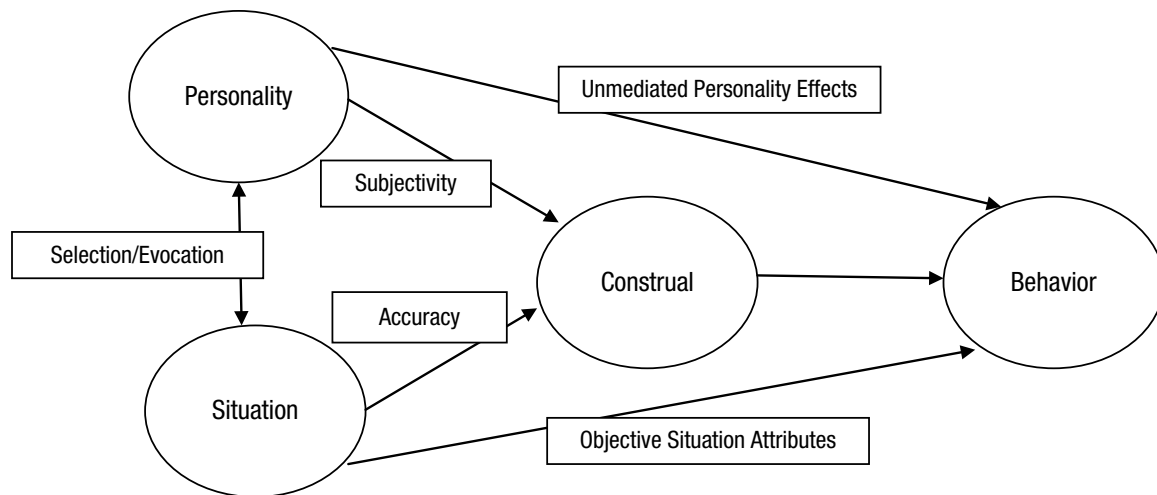 Personality
Unmediated Personality Effects
Subjectivity
Selection/Evocation
Construal
Behavior
Accuracy
Situation
Objective Situation Attributes